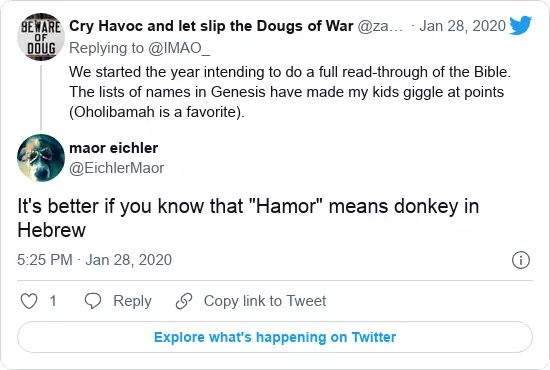 BEWARE
OF
DOUG
Cry Havoc and let slip the Dougs of War @za... · Jan 28, 2020
Replying to @IMAO_
We started the year intending to do a full read-through of the Bible.
The lists of names in Genesis have made my kids giggle at points
(Oholibamah is a favorite).
maor eichler
@EichlerMaor
It's better if you know that "Hamor" means donkey in
Hebrew
5:25 PM · Jan 28, 2020
1 Reply Copy link to Tweet
Explore what's happening on Twitter